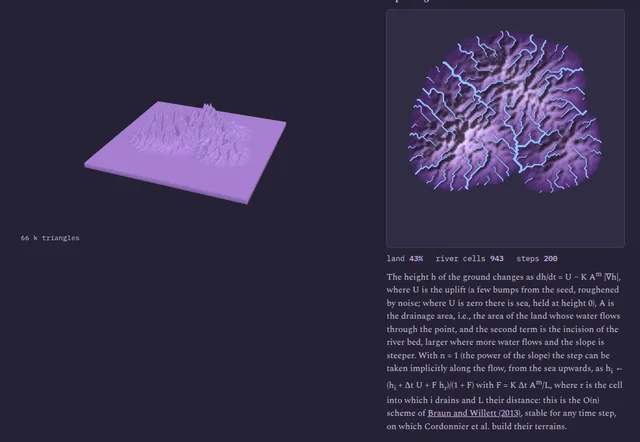 66 k triangles
land 43% river cells 943 steps 200
The height h of the ground changes as dh/dt = U − K Aᵐ |∇h|,
where U is the uplift (a few bumps from the seed, roughened
by noise; where U is zero there is sea, held at height 0), A is
the drainage area, i.e., the area of the land whose water flows
through the point, and the second term is the incision of the
river bed, larger where more water flows and the slope is
steeper. With n = 1 (the power of the slope) the step can be
taken implicitly along the flow, from the sea upwards, as hᵢ ←
(hᵢ + Δt U + F hᵣ)/(1 + F) with F = K Δt Aᵐ/L, where r is the cell
into which i drains and L their distance: this is the O(n)
scheme of Braun and Willett (2013), stable for any time step,
on which Cordonnier et al. build their terrains.